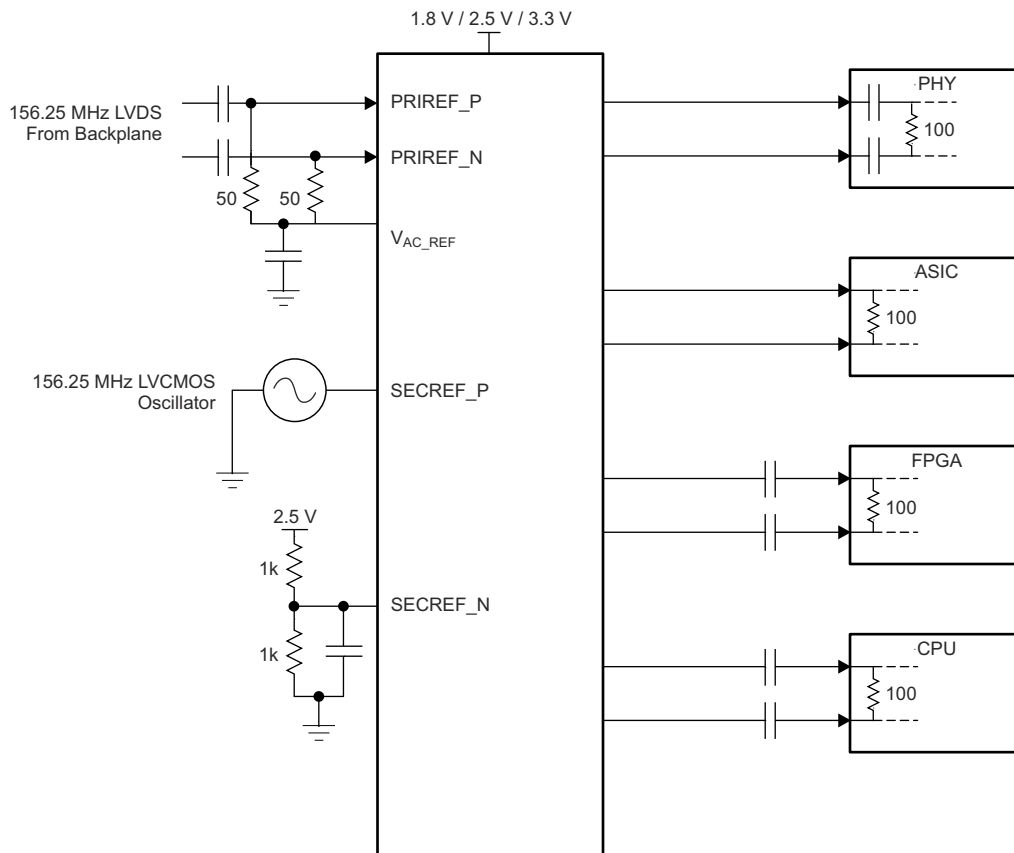 1.8 V / 2.5 V / 3.3 V
156.25 MHz LVDS
From Backplane
PRIREF_P
PRIREF_N
50
50
VAC_REF
156.25 MHz LVCMOS
Oscillator
SECREF_P
2.5 V
1k
SECREF_N
1k
PHY
100
ASIC
100
FPGA
100
CPU
100